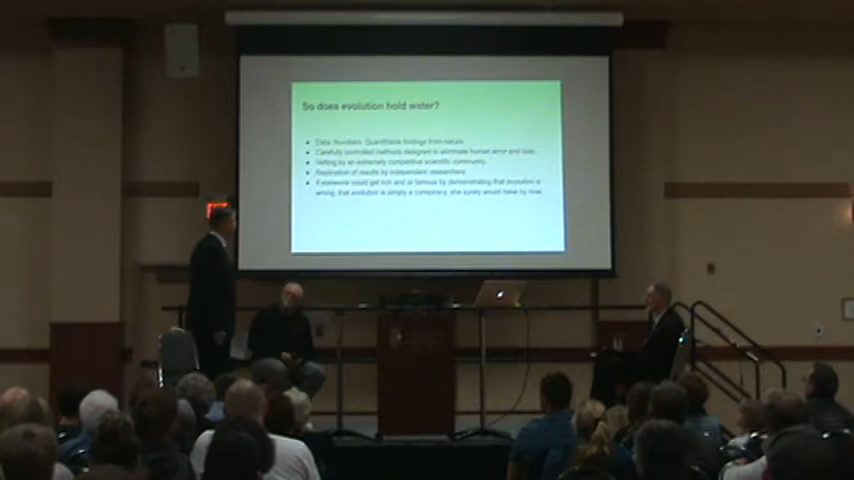 So does evolution hold water?
Data. Numbers. Quantifiable findings from nature.
Carefully controlled methods designed to eliminate human error and bias.
Vetting by an extremely competitive scientific community.
Replication of results by independent researchers.
If someone could get rich and or famous by demonstrating that evolution is
wrong, that evolution is simply a conspiracy, she surely would have by now.